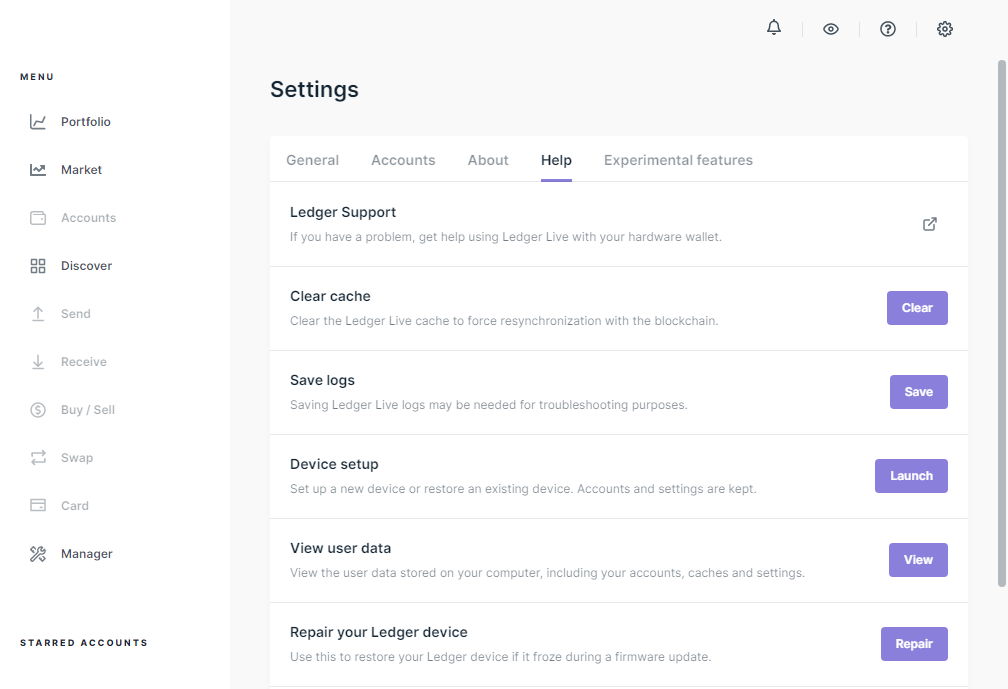 MENU
Portfolio
Market
Accounts
Discover
Send
Receive
Buy / Sell
Swap
Card
Manager
STARRED ACCOUNTS
Settings
General Accounts About Help Experimental features
Ledger Support
If you have a problem, get help using Ledger Live with your hardware wallet.
Clear cache
Clear the Ledger Live cache to force resynchronization with the blockchain.
Clear
Save logs
Saving Ledger Live logs may be needed for troubleshooting purposes.
Save
Device setup
Set up a new device or restore an existing device. Accounts and settings are kept.
Launch
View user data
View the user data stored on your computer, including your accounts, caches and settings.
View
Repair your Ledger device
Use this to restore your Ledger device if it froze during a firmware update.
Repair